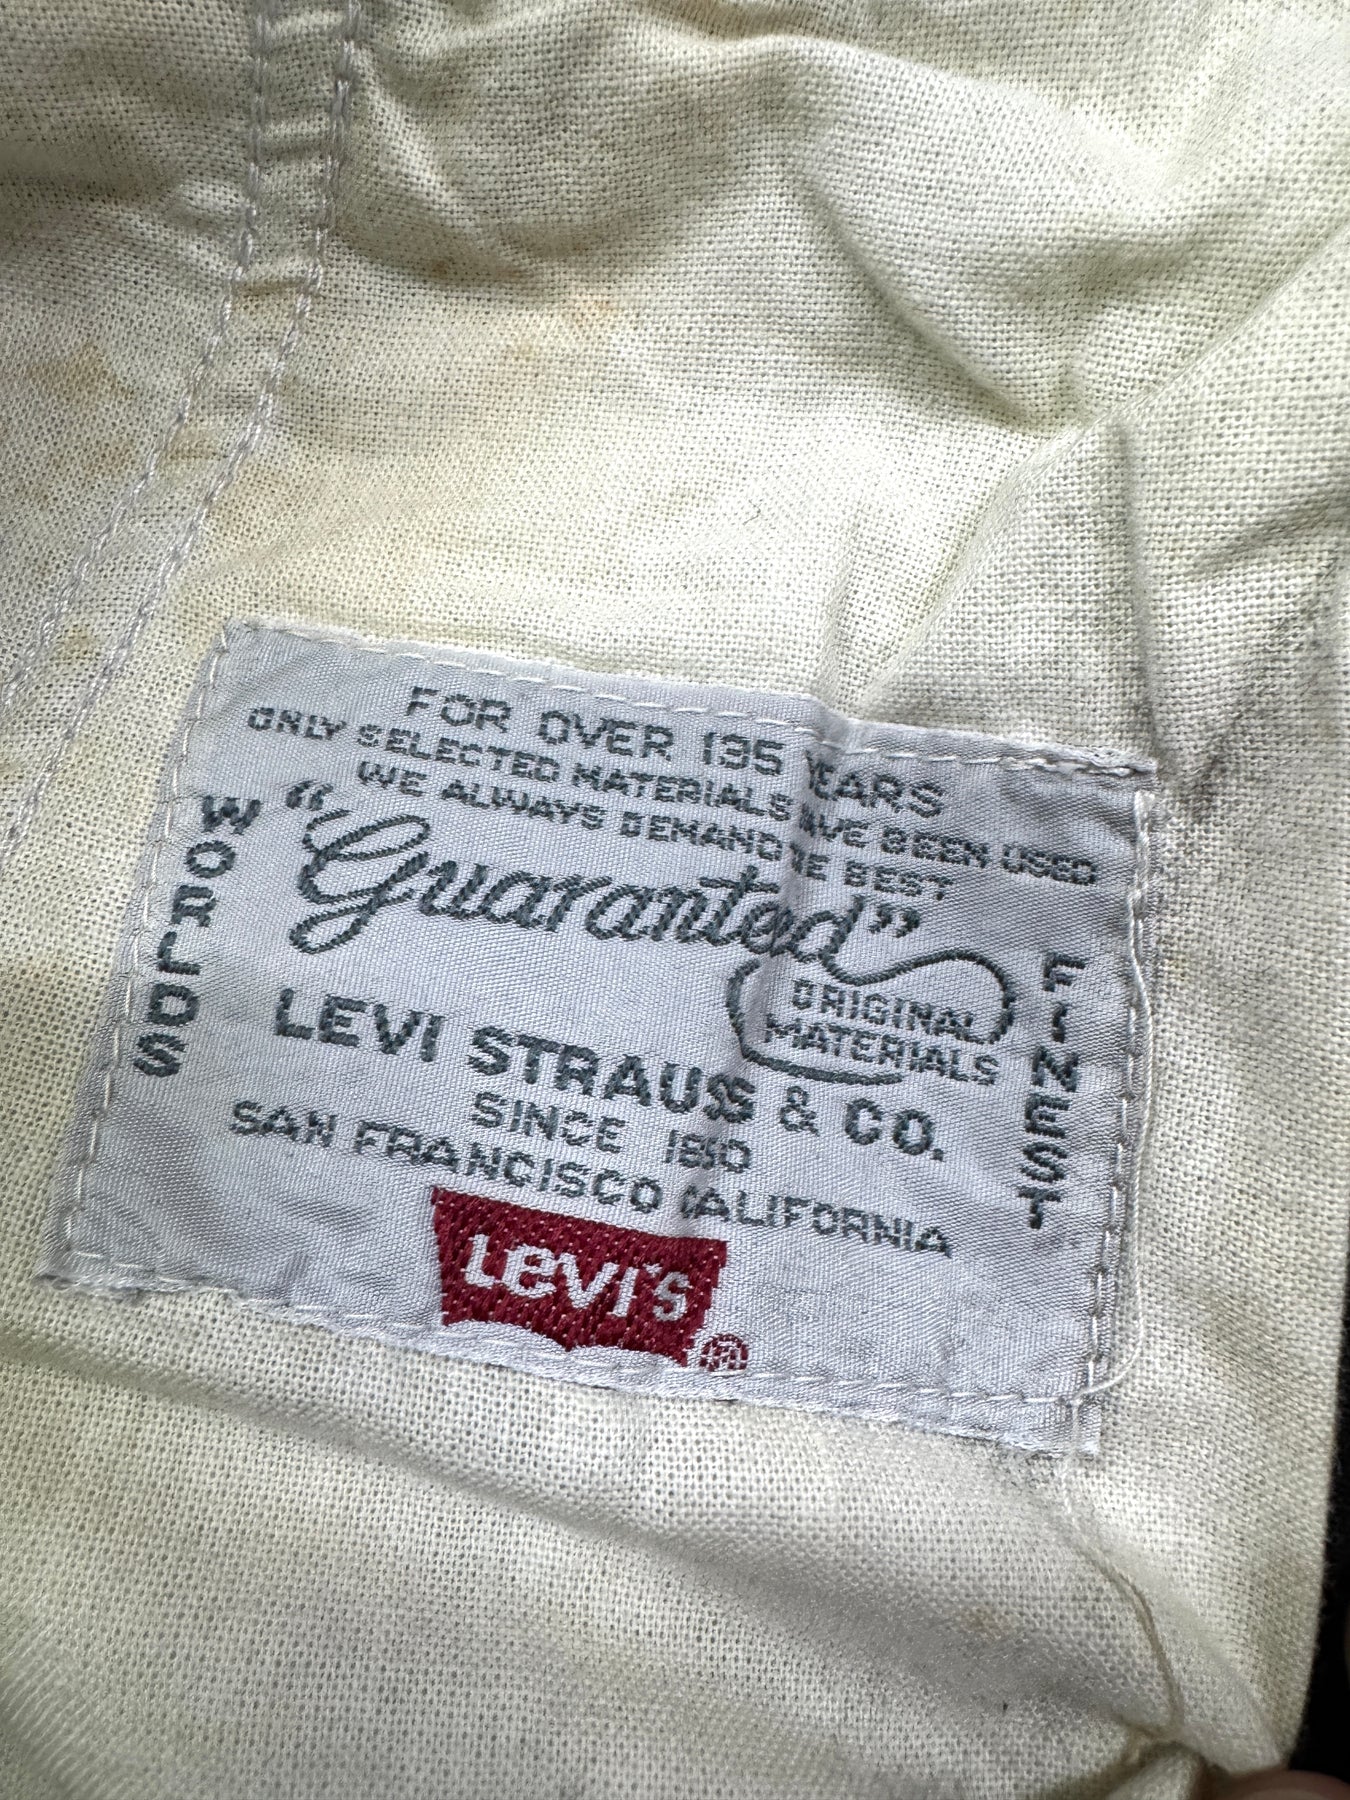 FOR OVER 135 YEARS
ONLY SELECTED MATERIALS HAVE BEEN USED
WE ALWAYS DEMAND THE BEST
"Guaranteed"
ORIGINAL
MATERIALS
WORLDS
FINEST
LEVI STRAUSS & CO.
SINCE
SAN FRANCISCO CALIFORNIA
LEVI'S
®